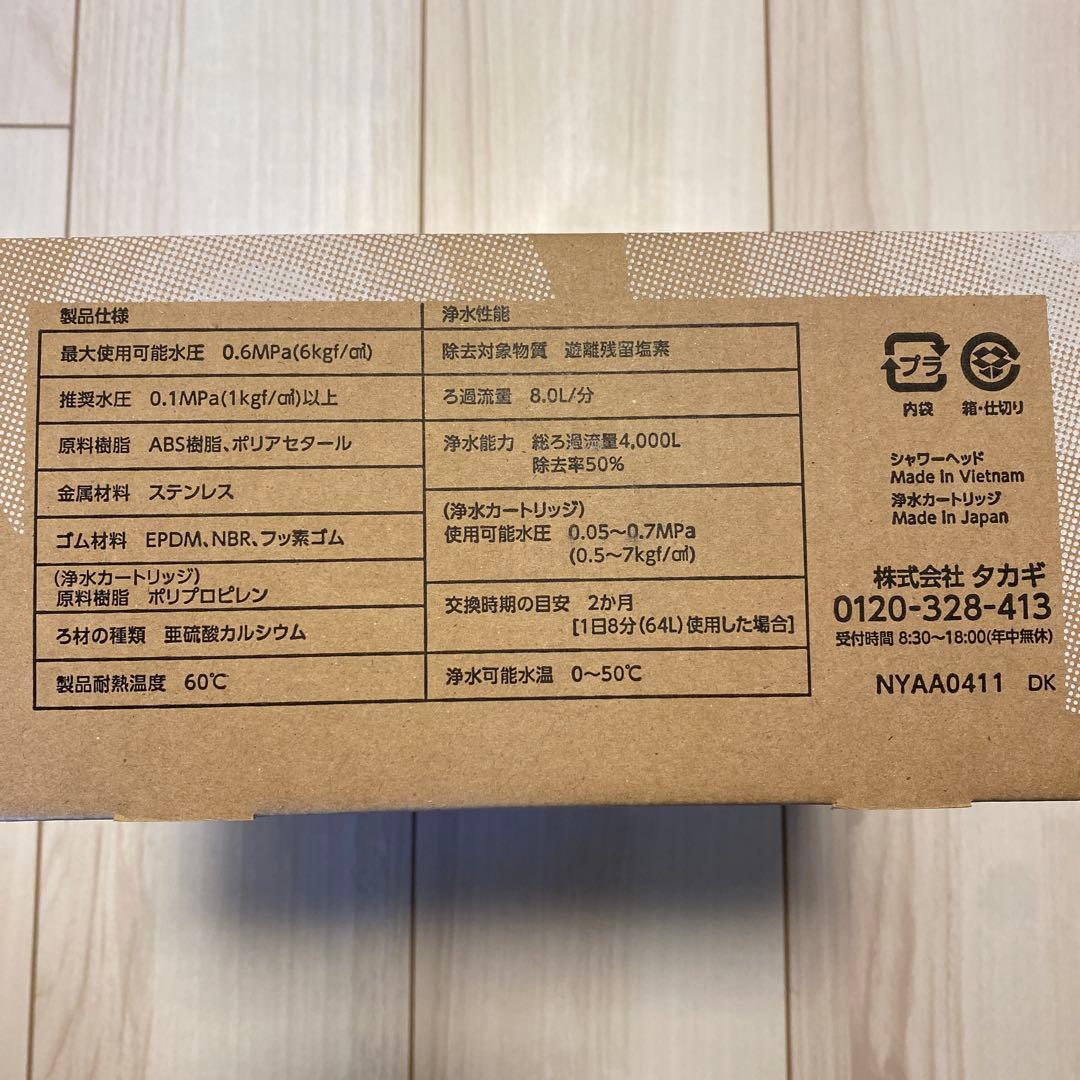 製品仕様
最大使用可能水圧 0.6MPa(6kgf/㎠)
推奨水圧 0.1MPa(1kgf/㎠)以上
原料樹脂 ABS樹脂、ポリアセタール
金属材料 ステンレス
ゴム材料 EPDM、NBR、フッ素ゴム
(浄水カートリッジ)
原料樹脂 ポリプロピレン
ろ材の種類 亜硫酸カルシウム
製品耐熱温度 60℃
浄水性能
除去対象物質 遊離残留塩素
ろ過流量 8.0L/分
浄水能力 総ろ過流量4,000L
除去率50%
(浄水カートリッジ)
使用可能水圧 0.05〜0.7MPa
(0.5〜7kgf/㎠)
交換時期の目安 2か月
[1日8分(64L)使用した場合]
浄水可能水温 0〜50℃
プラ
内袋 箱・仕切り
シャワーヘッド
Made in Vietnam
浄水カートリッジ
Made in Japan
株式会社 タカギ
0120-328-413
受付時間 8:30〜18:00(年中無休)
NYAA0411 DK